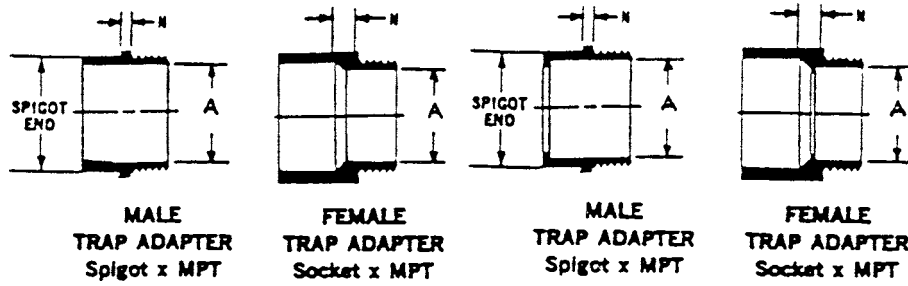 N N N N
SPIGOT END A A SPIGOT END A A
MALE TRAP ADAPTER Spigot x MPT
FEMALE TRAP ADAPTER Socket x MPT
MALE TRAP ADAPTER Spigot x MPT
FEMALE TRAP ADAPTER Socket x MPT